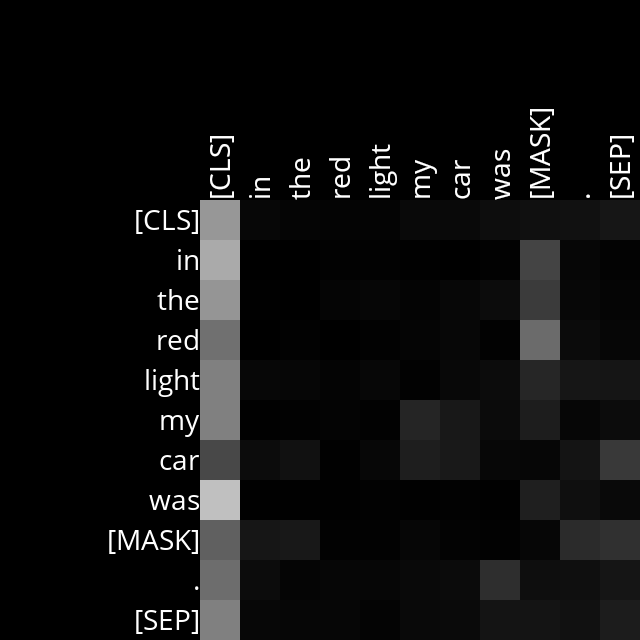 [CLS] in the red light my car was [MASK] . [SEP]
[CLS]
in
the
red
light
my
car
was
[MASK]
.
[SEP]